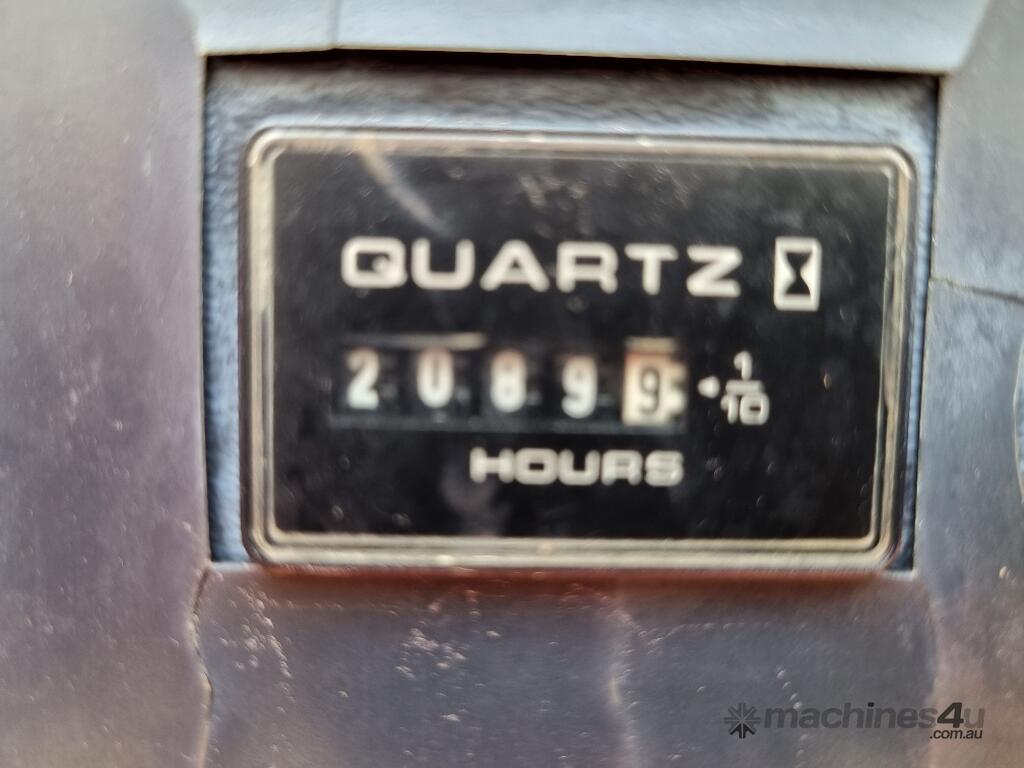 QUARTZ
20899 1/10
HOURS
machines4u
.com.au